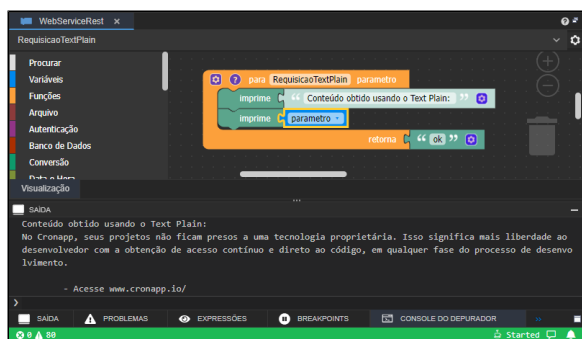 WebServiceRest ×
RequisicaoTextPlain
Procurar
Variáveis
Funções
Arquivo
Autenticação
Banco de Dados
Conversão
Data e Hora
? para RequisicaoTextPlain parametro
imprime “ Conteúdo obtido usando o Text Plain: ”
imprime parametro
retorna “ ok ”
Visualização
SAÍDA
Conteúdo obtido usando o Text Plain:
No Cronapp, seus projetos não ficam presos a uma tecnologia proprietária. Isso significa mais liberdade ao
desenvolvedor com a obtenção de acesso contínuo e direto ao código, em qualquer fase do processo de desenvo
lvimento.
- Acesse www.cronapp.io/
SAÍDA PROBLEMAS EXPRESSÕES BREAKPOINTS CONSOLE DO DEPURADOR
0 80 Started